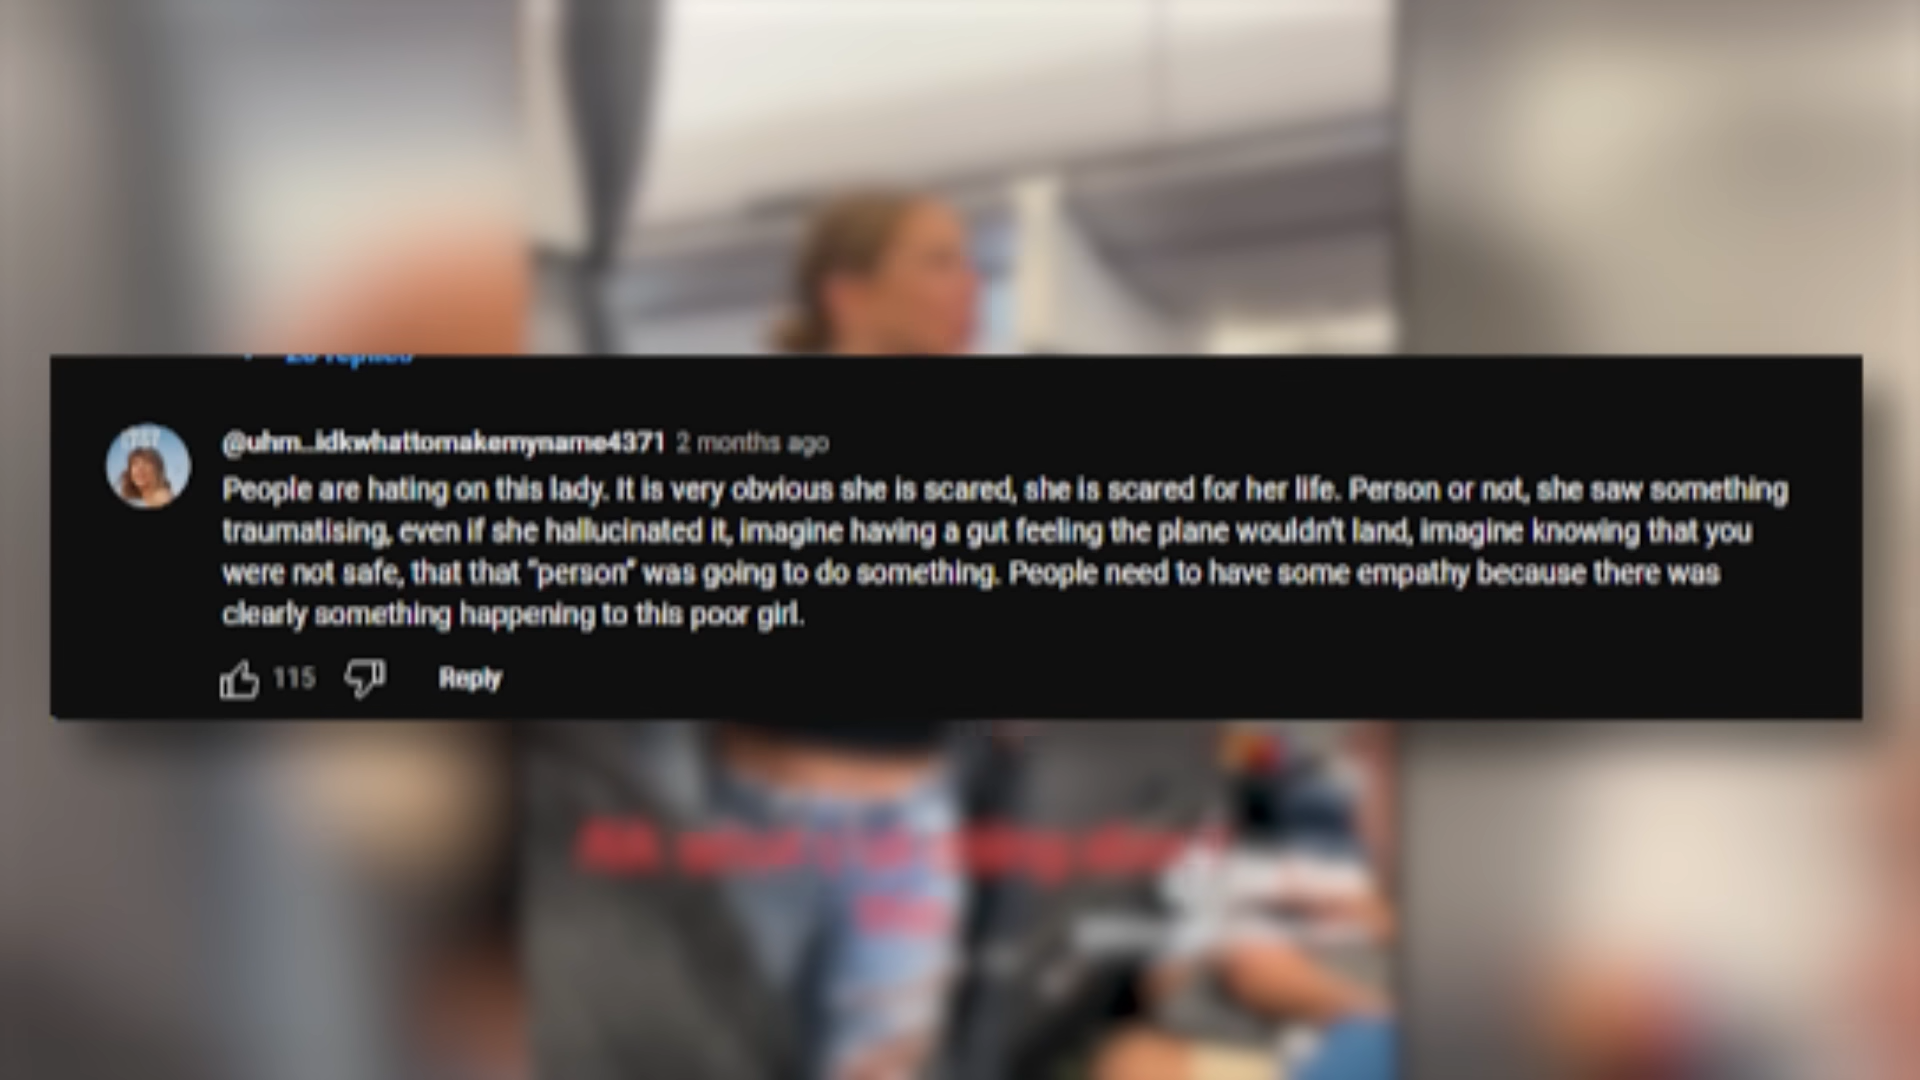 replies
@uhm...idkwhattomakemyname4371 2 months ago
People are hating on this lady. It is very obvious she is scared, she is scared for her life. Person or not, she saw something
traumatising, even if she hallucinated it, imagine having a gut feeling the plane wouldn't land, imagine knowing that you
were not safe, that that "person" was going to do something. People need to have some empathy because there was
clearly something happening to this poor girl.
115 Reply